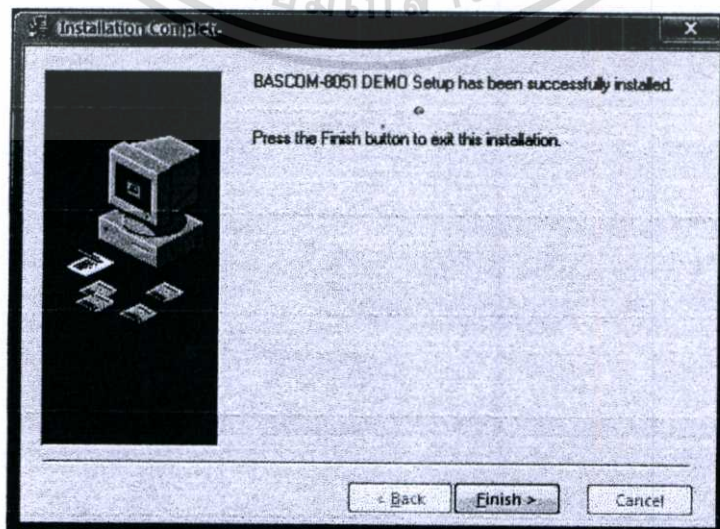 Installation Complete
BASCOM-8051 DEMO Setup has been successfully installed.
Press the Finish button to exit this installation.
< Back
Finish >
Cancel